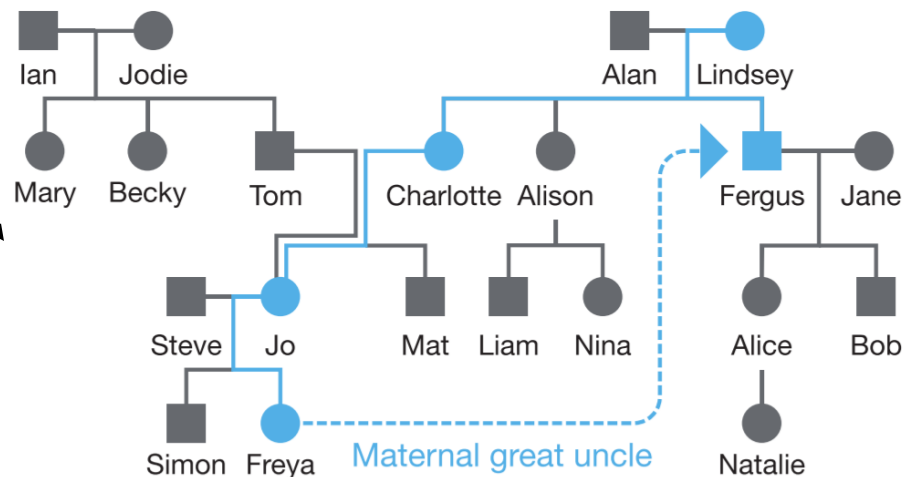 Ian Jodie Alan Lindsey
Mary Becky Tom Charlotte Alison Fergus Jane
Steve Jo Mat Liam Nina Alice Bob
Simon Freya Maternal great uncle Natalie